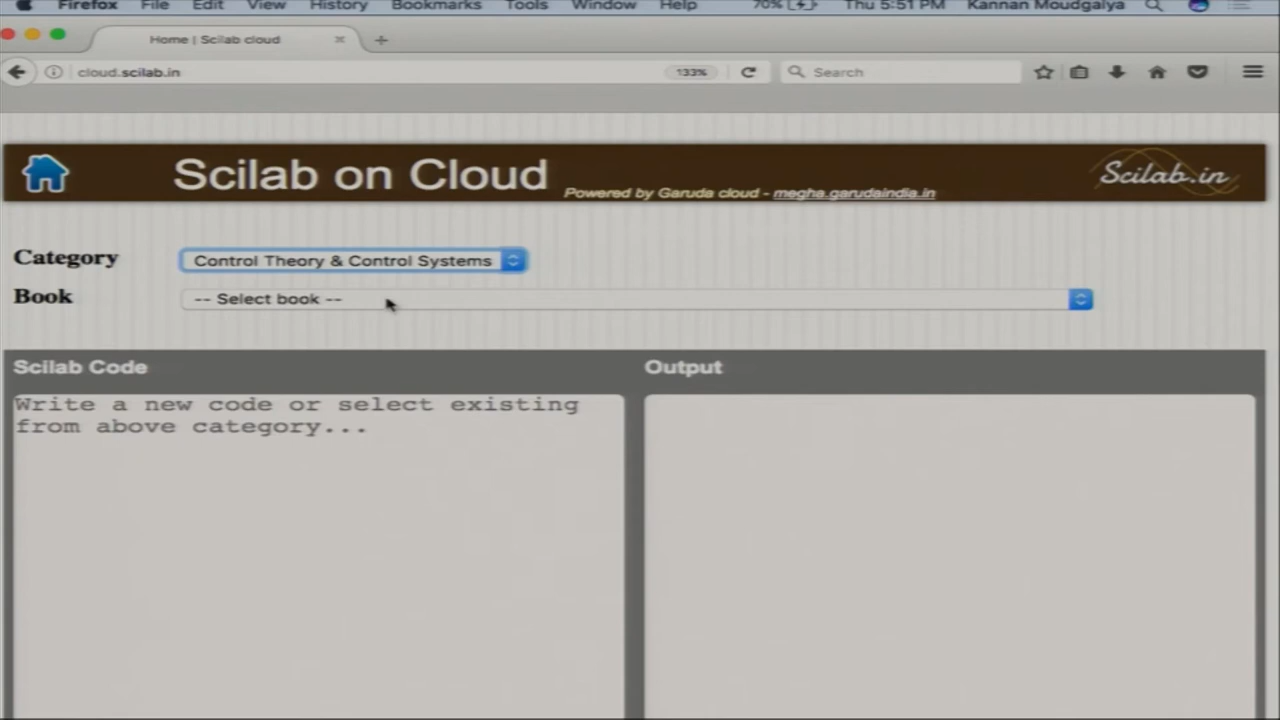 Firefox File Edit View History Bookmarks Tools Window Help 70% Thu 5:51 PM Kannan Moudgalya
Home | Scilab cloud
cloud.scilab.in 133% Search
Scilab on Cloud Powered by Garuda cloud - megha.garudaindia.in Scilab.in
Category Control Theory & Control Systems
Book -- Select book --
Scilab Code Output
Write a new code or select existing
from above category...